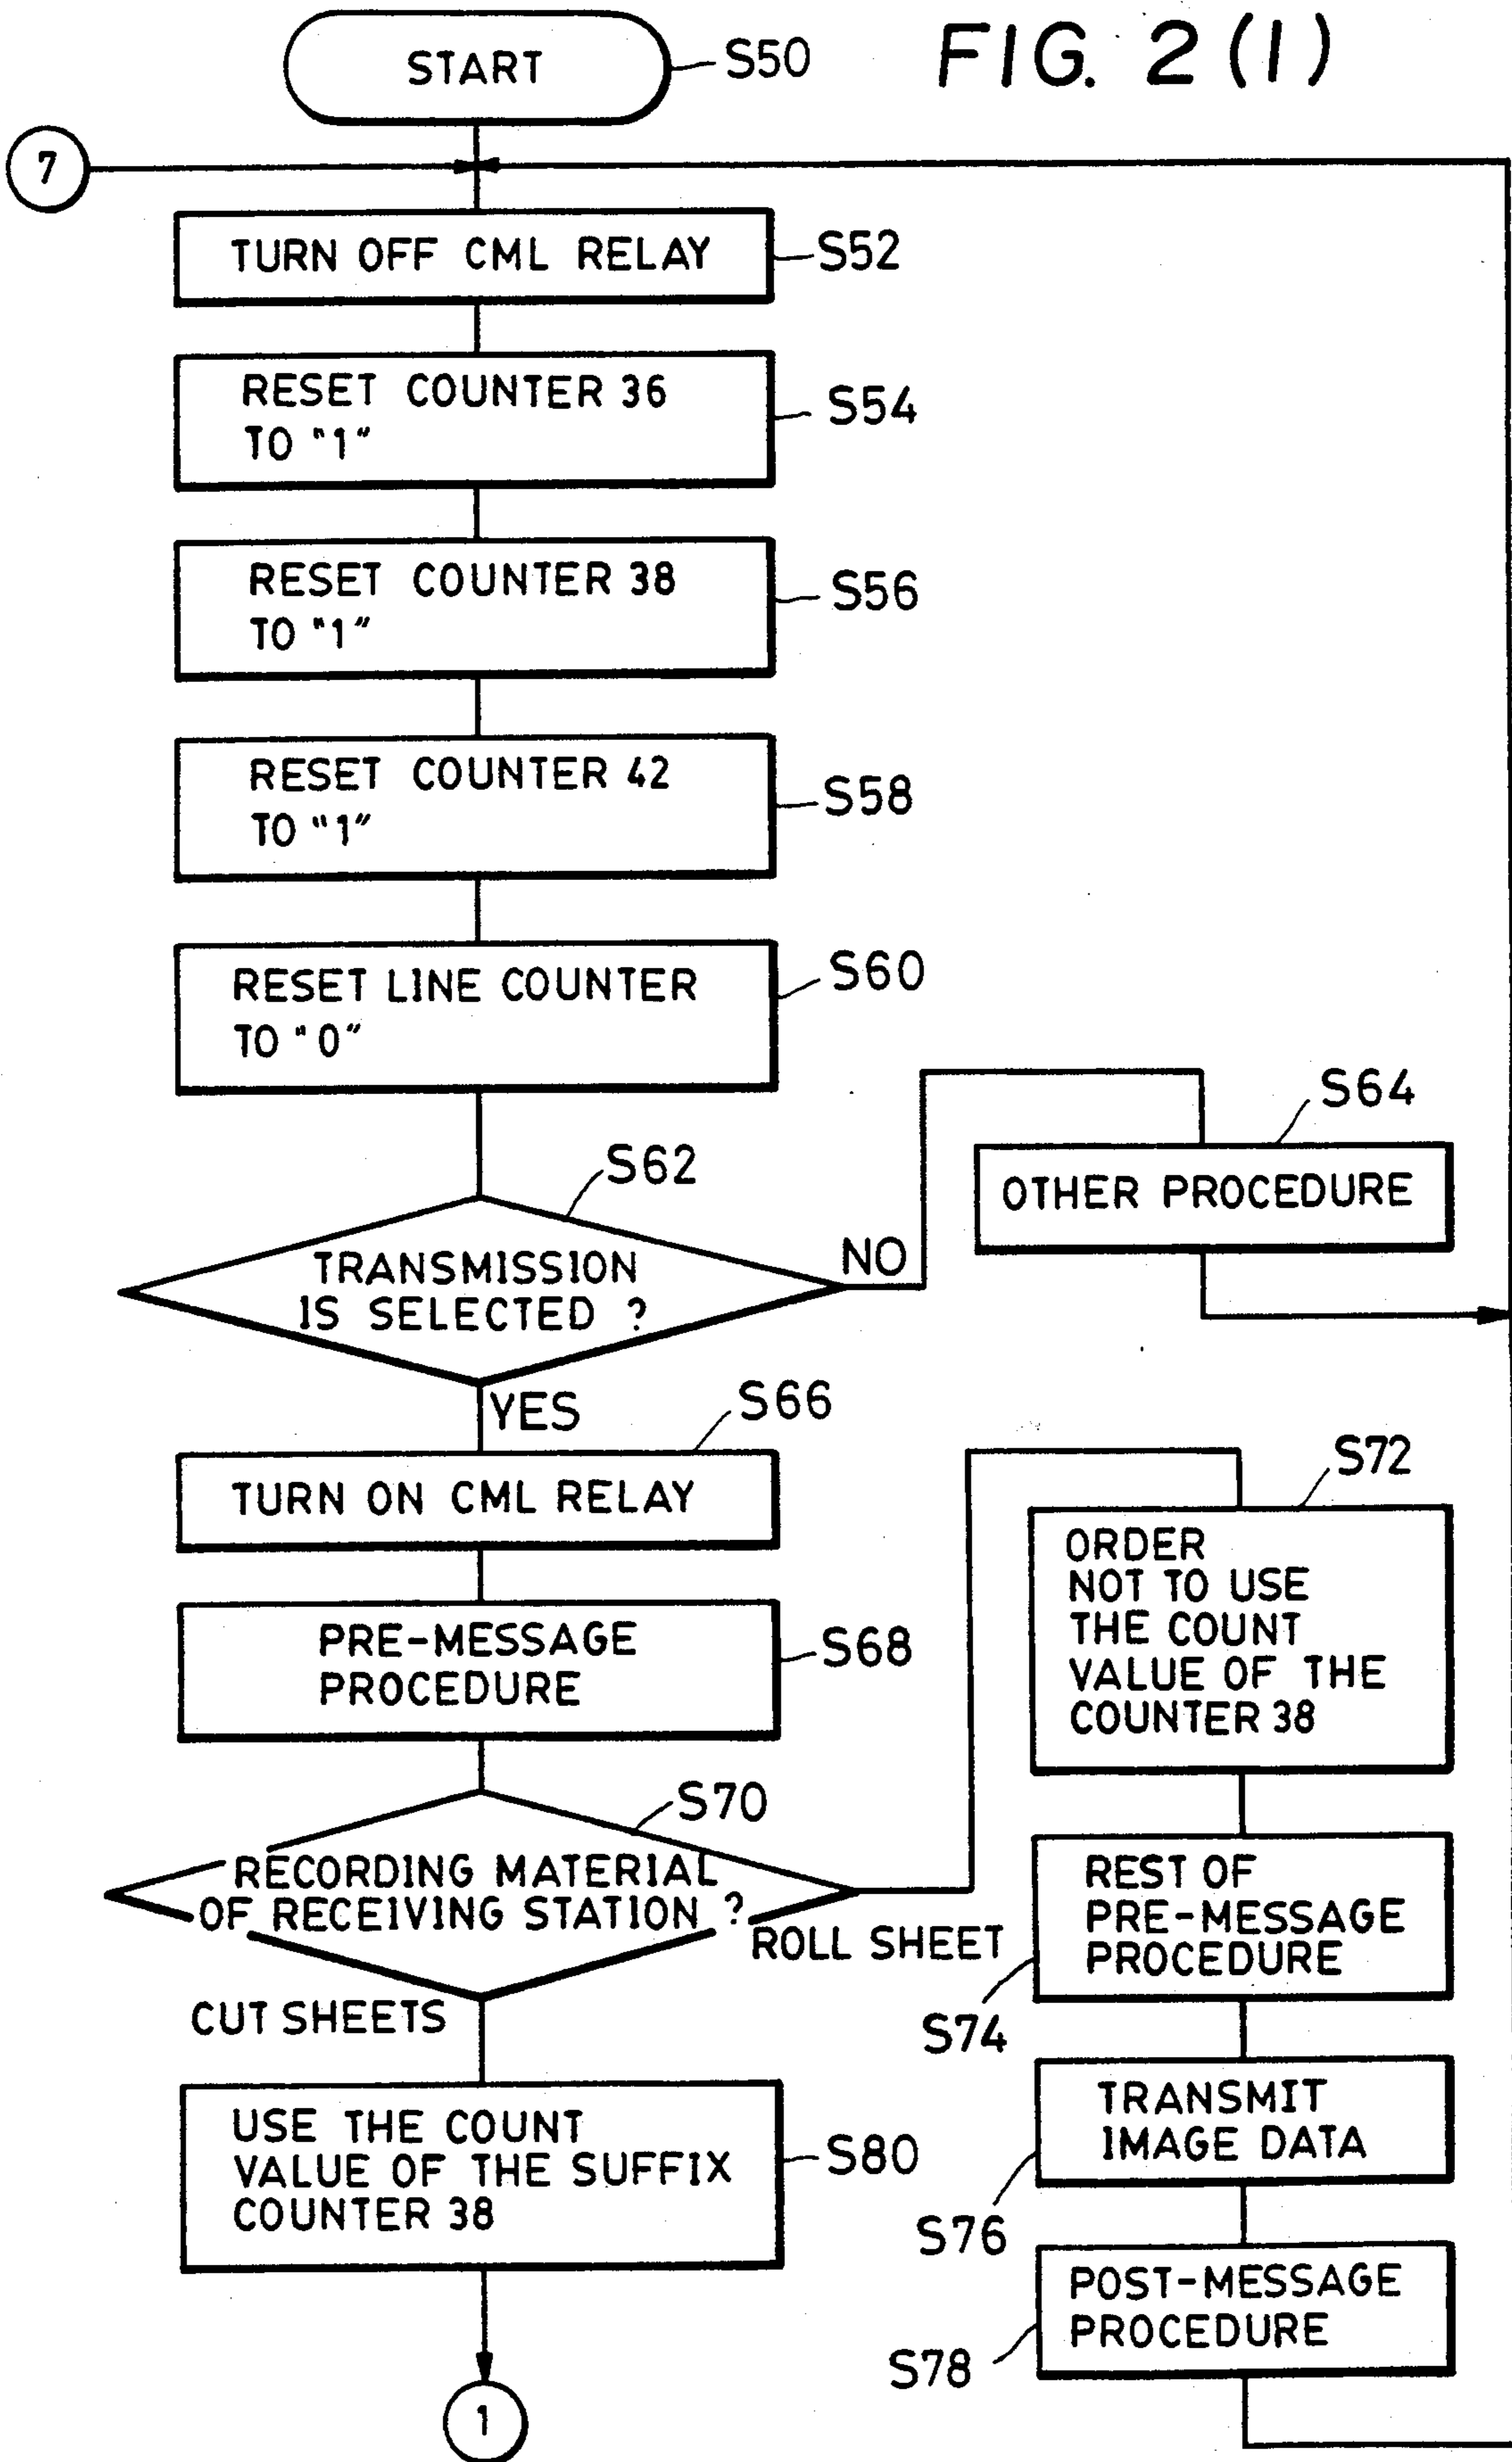 FIG. 2 (1)
START
S50
7
TURN OFF CML RELAY
S52
RESET COUNTER 36
TO "1"
S54
RESET COUNTER 38
TO "1"
S56
RESET COUNTER 42
TO "1"
S58
RESET LINE COUNTER
TO "0"
S60
S62
TRANSMISSION
IS SELECTED ?
NO
S64
OTHER PROCEDURE
YES
S66
TURN ON CML RELAY
PRE-MESSAGE
PROCEDURE
S68
S70
RECORDING MATERIAL
OF RECEIVING STATION ?
ROLL SHEET
CUT SHEETS
S72
ORDER
NOT TO USE
THE COUNT
VALUE OF THE
COUNTER 38
REST OF
PRE-MESSAGE
PROCEDURE
S74
TRANSMIT
IMAGE DATA
S76
POST-MESSAGE
PROCEDURE
S78
USE THE COUNT
VALUE OF THE SUFFIX
COUNTER 38
S80
1